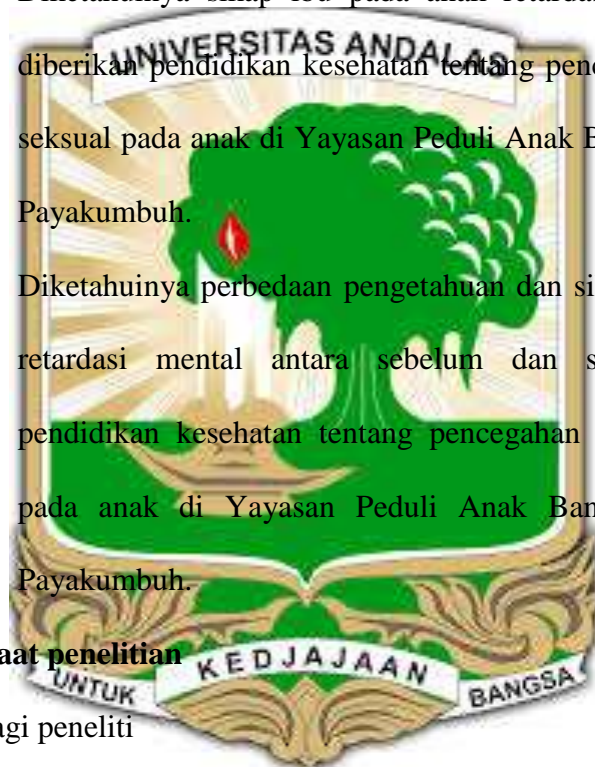 Diketahuinya sikap ibu pada anak retardas
UNIVERSITAS ANDALAS
diberikan pendidikan kesehatan tentang penc
seksual pada anak di Yayasan Peduli Anak B
Payakumbuh.
Diketahuinya perbedaan pengetahuan dan si
retardasi mental antara sebelum dan s
pendidikan kesehatan tentang pencegahan
pada anak di Yayasan Peduli Anak Ban
Payakumbuh.
aat penelitian
UNTUK KEDJAJAAN BANGSA
agi peneliti